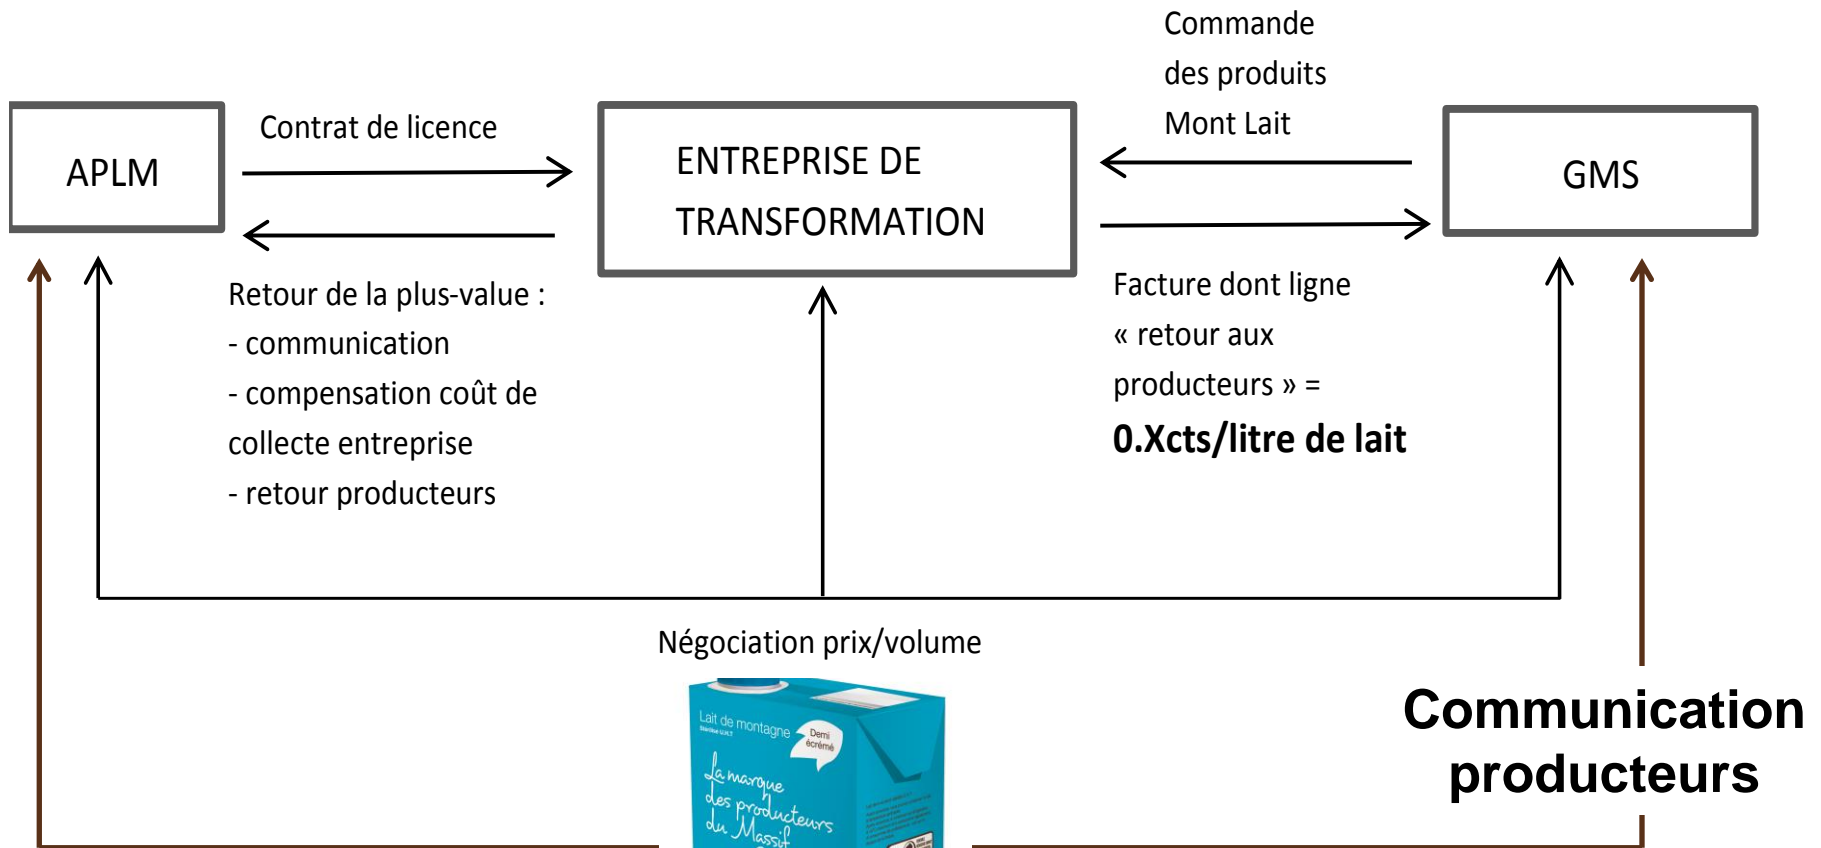 Commande
des produits
Mont Lait
APLM
Contrat de licence
ENTREPRISE DE
TRANSFORMATION
GMS
Retour de la plus-value :
- communication
- compensation coût de
collecte entreprise
- retour producteurs
Facture dont ligne
« retour aux
producteurs » =
0.Xcts/litre de lait
Négociation prix/volume
Communication
producteurs
Lait de montagne
Stérilisé U.H.T
Demi
écrémé
La marque
des producteurs
du Massif